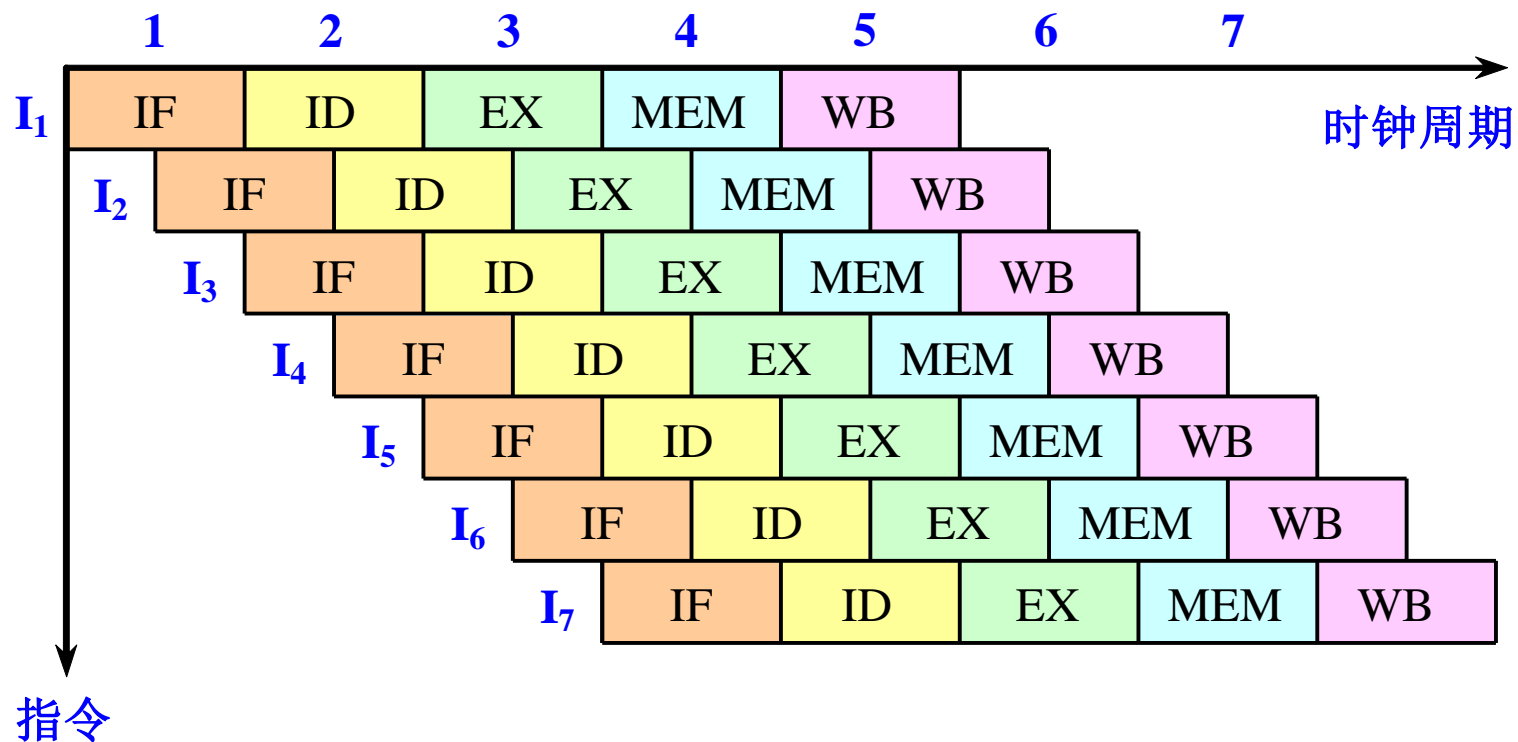 1 2 3 4 5 6 7
I₁ IF ID EX MEM WB
时钟周期
I₂ IF ID EX MEM WB
I₃ IF ID EX MEM WB
I₄ IF ID EX MEM WB
I₅ IF ID EX MEM WB
I₆ IF ID EX MEM WB
I₇ IF ID EX MEM WB
指令